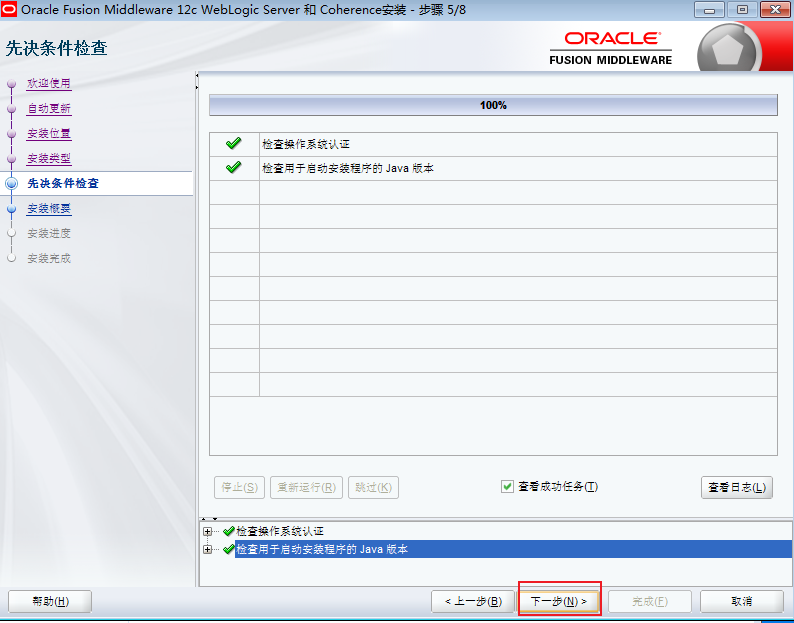 Oracle Fusion Middleware 12c WebLogic Server 和 Coherence安装 - 步骤 5/8
先决条件检查
ORACLE®
FUSION MIDDLEWARE
欢迎使用
自动更新
安装位置
安装类型
先决条件检查
安装概要
安装进度
安装完成
100%
检查操作系统认证
检查用于启动安装程序的 Java 版本
停止(S)
重新运行(R)
跳过(K)
查看成功任务(T)
查看日志(L)
检查操作系统认证
检查用于启动安装程序的 Java 版本
帮助(H)
< 上一步(B)
下一步(N) >
完成(F)
取消